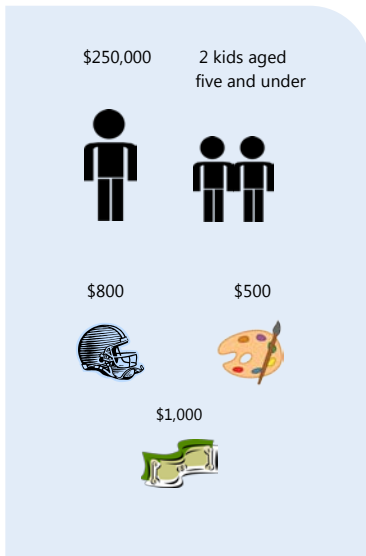 $250,000
2 kids aged
five and under
$800
$500
$1,000